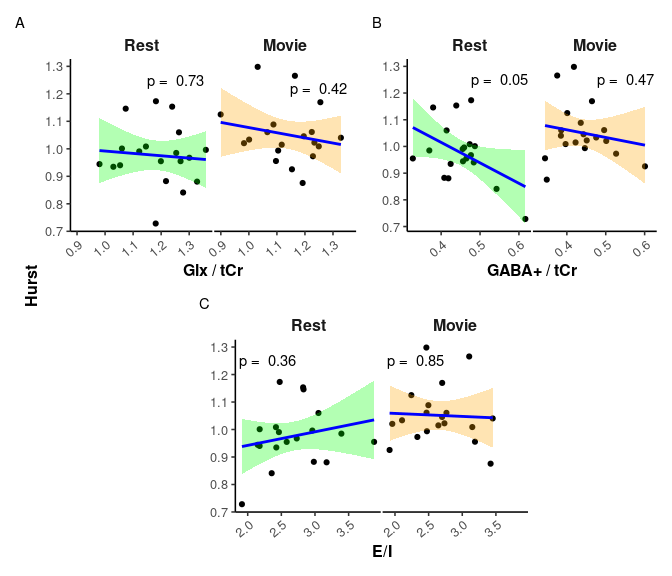 A
B
Rest
Movie
Rest
Movie
1.3
1.2
1.1
1.0
0.9
0.8
0.7
p = 0.73
p = 0.42
1.3
1.2
1.1
1.0
0.9
0.8
0.7
p = 0.05
p = 0.47
0.9
1.0
1.1
1.2
1.3
0.9
1.0
1.1
1.2
1.3
0.4
0.5
0.6
0.4
0.5
0.6
Glx / tCr
GABA+ / tCr
Hurst
C
Rest
Movie
1.3
1.2
1.1
1.0
0.9
0.8
0.7
p = 0.36
p = 0.85
2.0
2.5
3.0
3.5
2.0
2.5
3.0
3.5
E/I